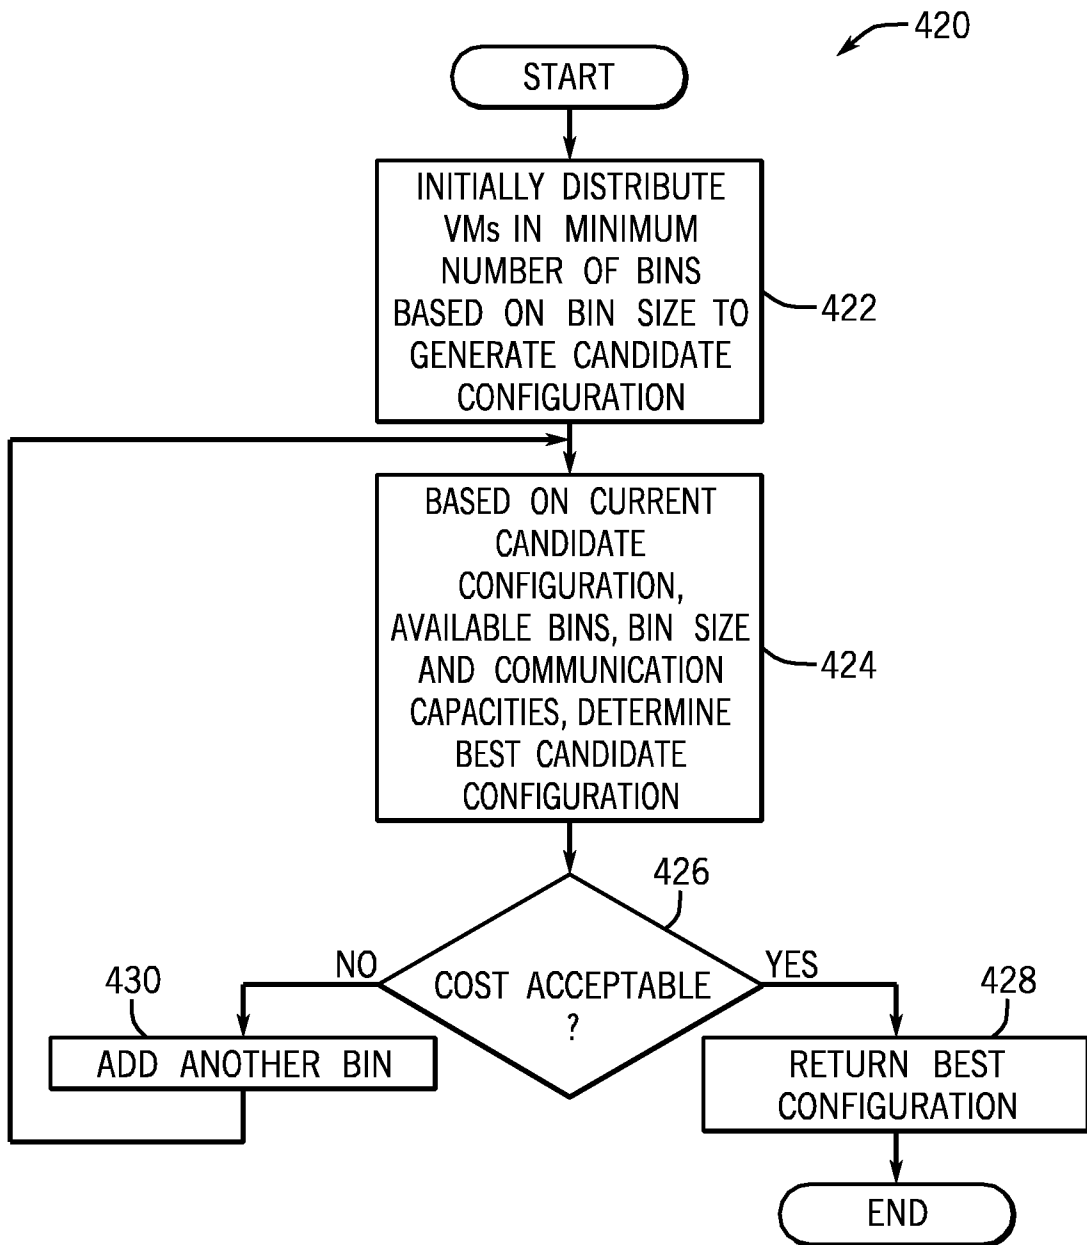 420
START
INITIALLY DISTRIBUTE
VMs IN MINIMUM
NUMBER OF BINS
BASED ON BIN SIZE TO
GENERATE CANDIDATE
CONFIGURATION
422
BASED ON CURRENT
CANDIDATE
CONFIGURATION,
AVAILABLE BINS, BIN SIZE
AND COMMUNICATION
CAPACITIES, DETERMINE
BEST CANDIDATE
CONFIGURATION
424
426
COST ACCEPTABLE
?
NO
YES
430
ADD ANOTHER BIN
428
RETURN BEST
CONFIGURATION
END